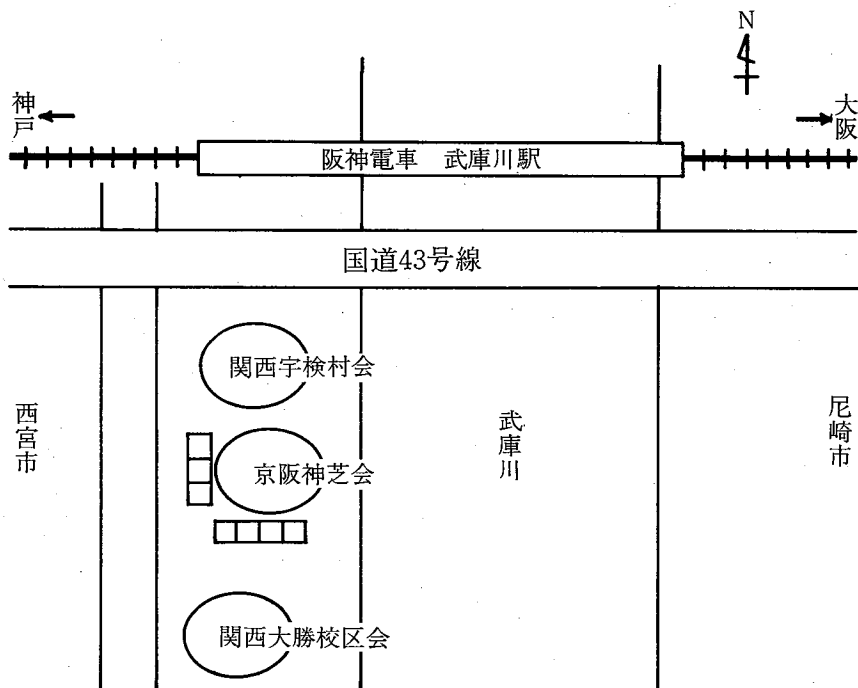 N
神戸
大阪
阪神電車 武庫川駅
国道43号線
関西宇検村会
西宮市
京阪神芝会
武庫川
尼崎市
関西大勝校区会